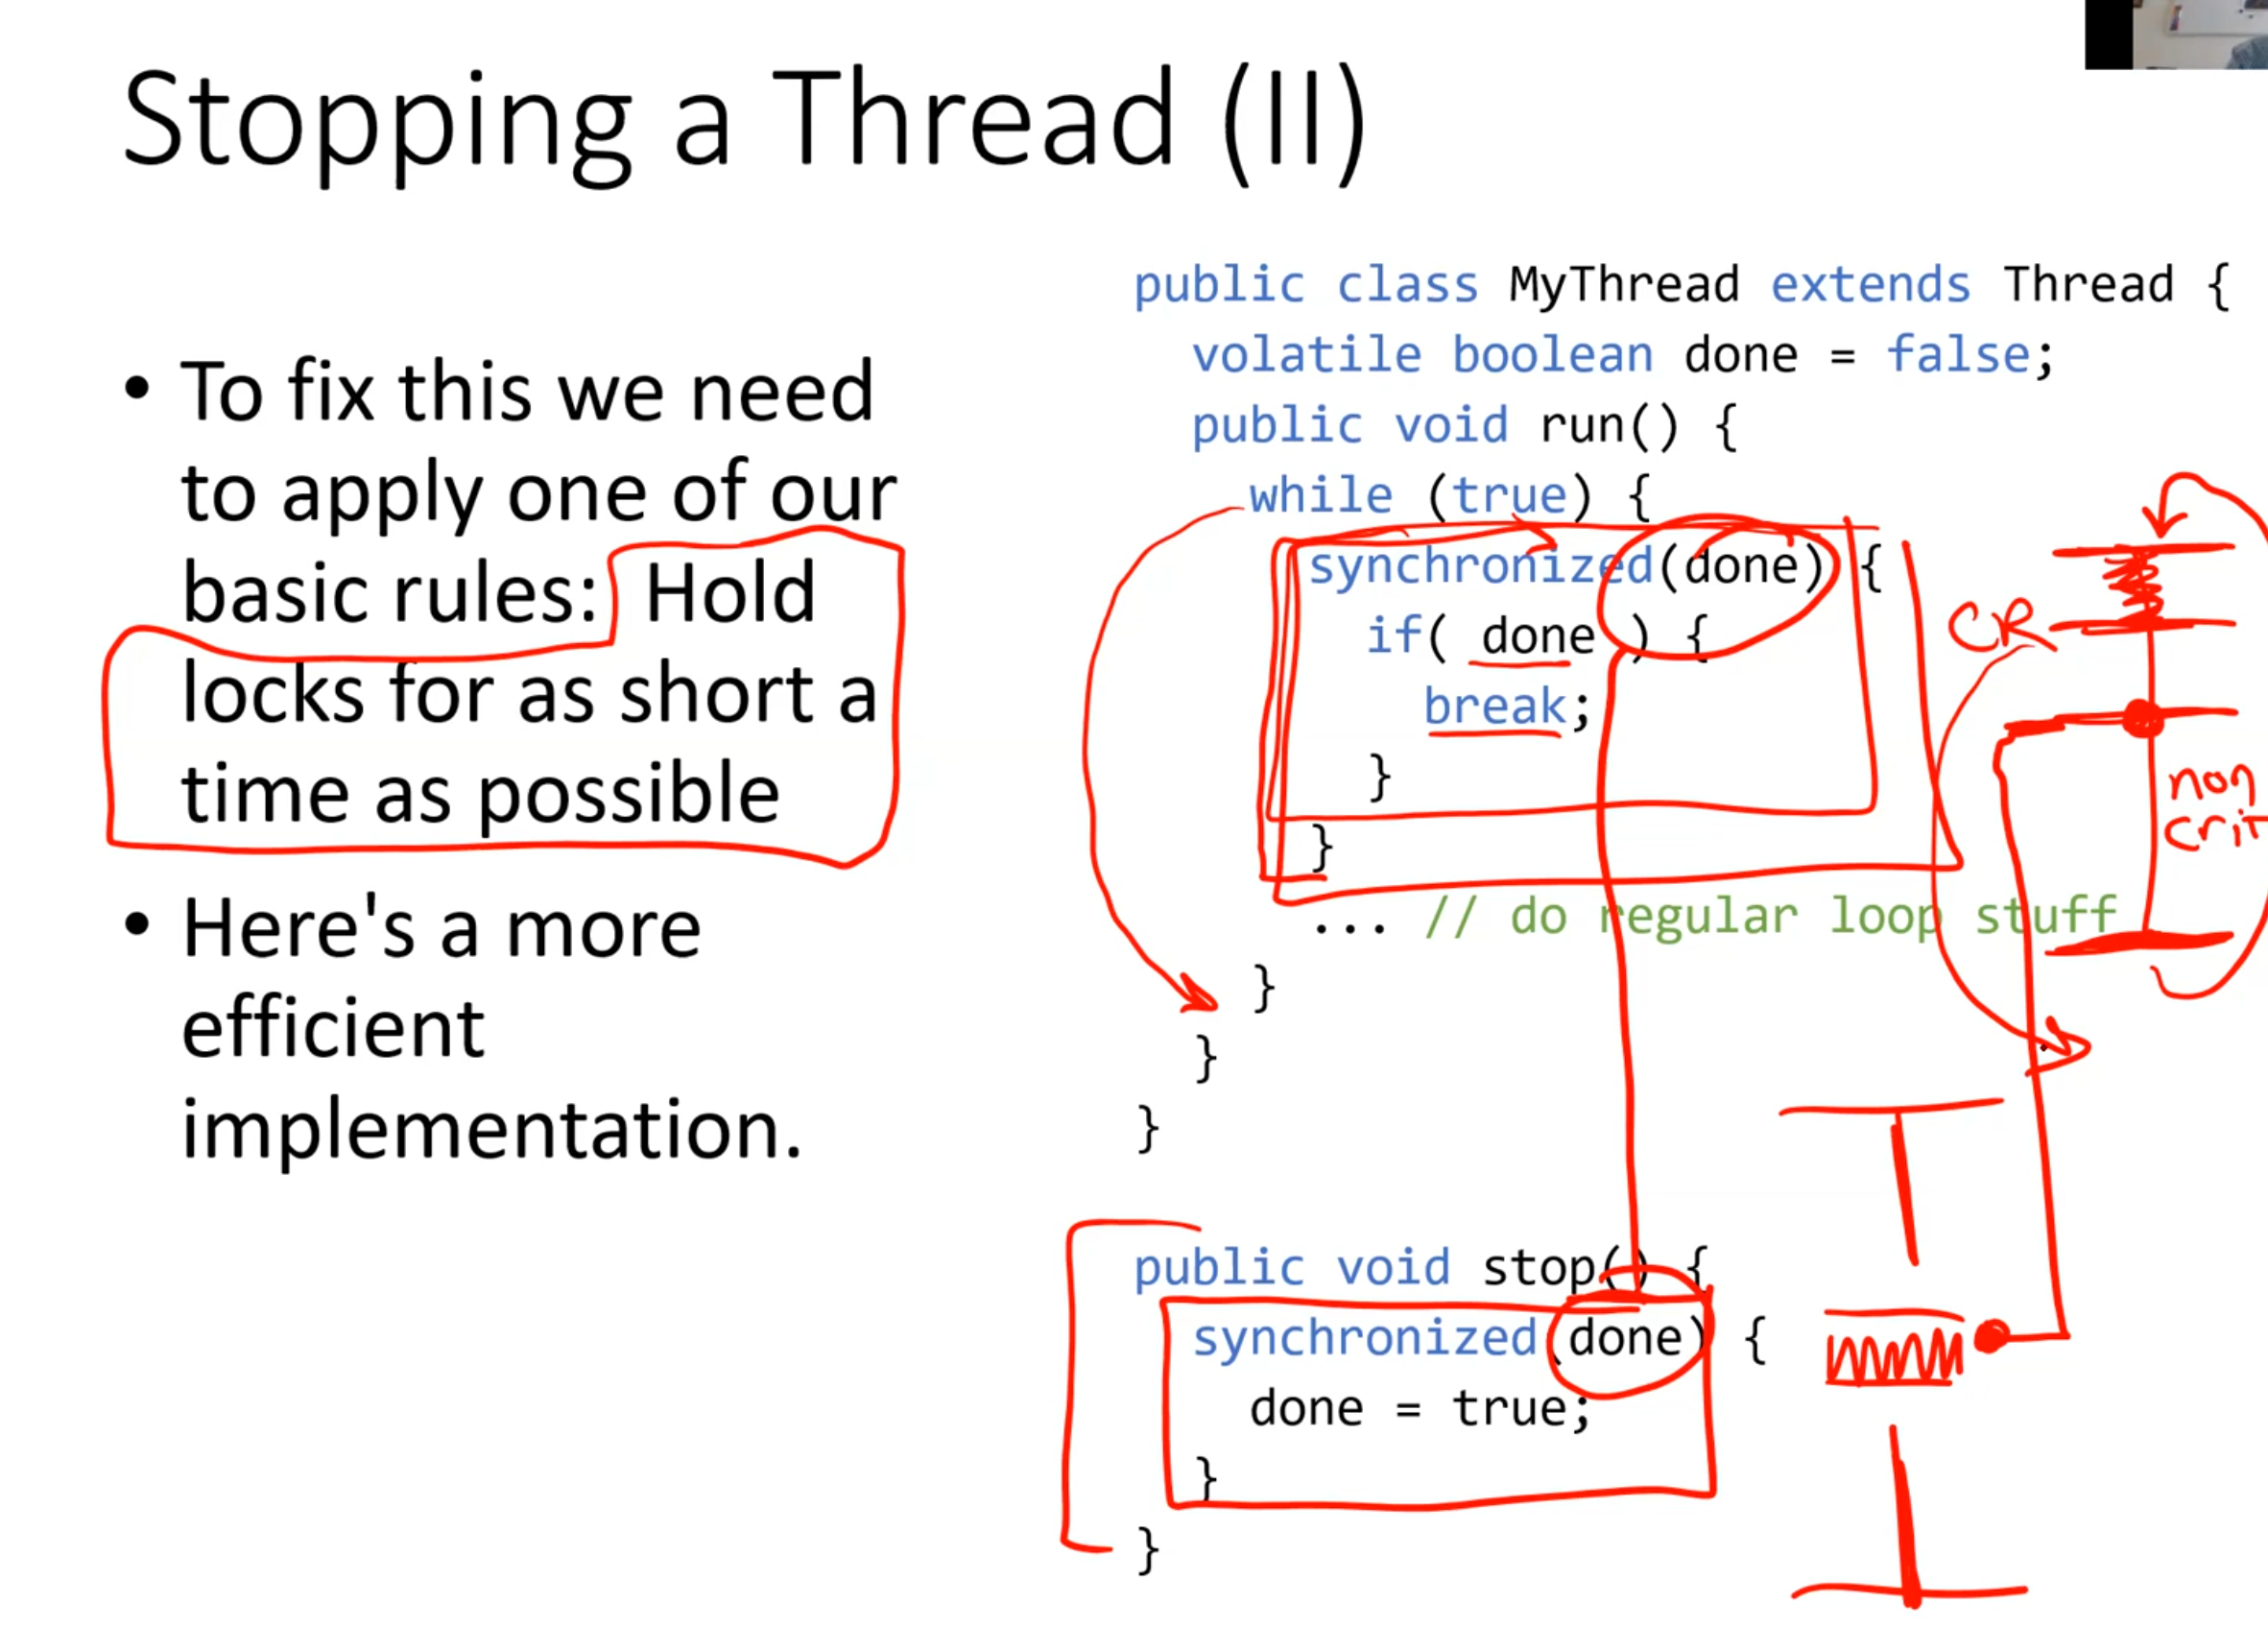 Stopping a Thread (II)
• To fix this we need
to apply one of our
basic rules: Hold
locks for as short a
time as possible
• Here's a more
efficient
implementation.
public class MyThread extends Thread {
volatile boolean done = false;
public void run() {
while (true) {
synchronized(done) {
if( done ) {
break;
}
}
... // do regular loop stuff
}
}
}
public void stop() {
synchronized(done) {
done = true;
}
}
CR
non
crit